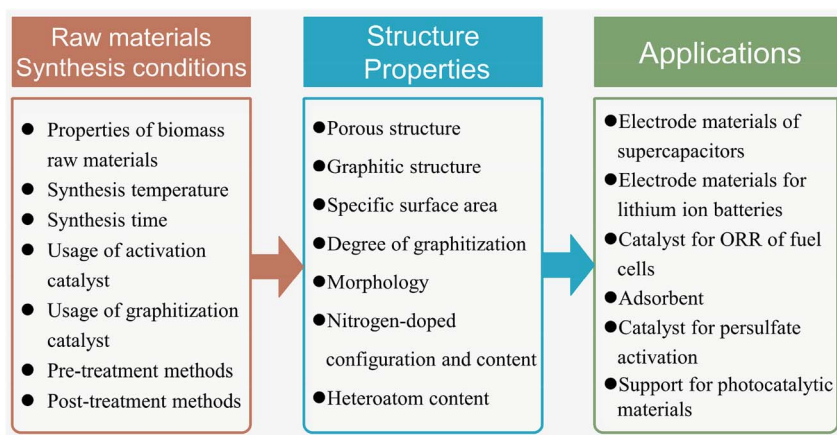 Raw materials
Synthesis conditions
● Properties of biomass
raw materials
● Synthesis temperature
● Synthesis time
● Usage of activation
catalyst
● Usage of graphitization
catalyst
● Pre-treatment methods
● Post-treatment methods
Structure
Properties
●Porous structure
●Graphitic structure
●Specific surface area
●Degree of graphitization
●Morphology
●Nitrogen-doped
configuration and content
●Heteroatom content
Applications
●Electrode materials of
supercapacitors
●Electrode materials for
lithium ion batteries
●Catalyst for ORR of fuel
cells
●Adsorbent
●Catalyst for persulfate
activation
●Support for photocatalytic
materials